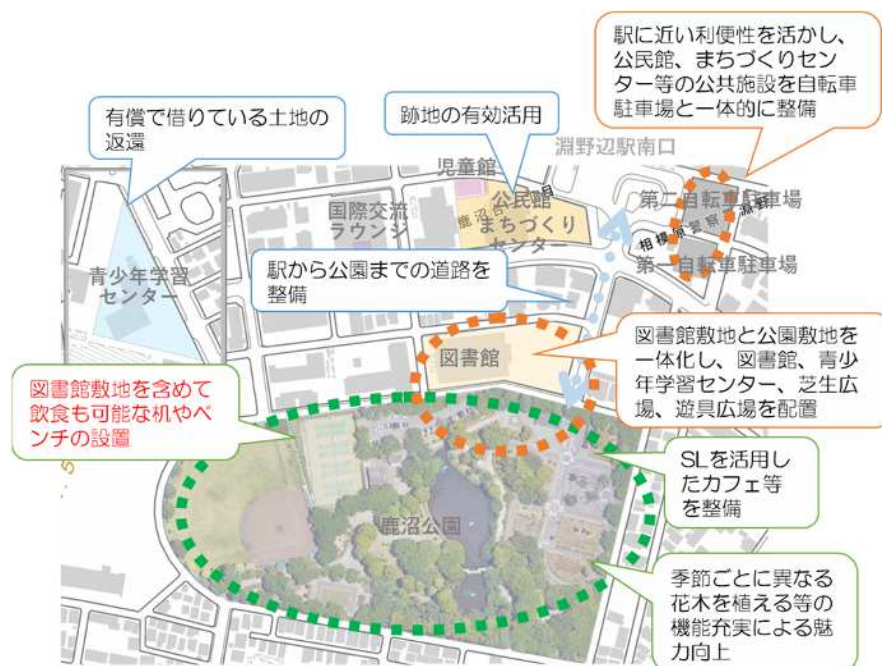 駅に近い利便性を活かし、
公民館、まちづくりセン
ター等の公共施設を自転車
駐車場と一体的に整備
有償で借りている土地の
返還
跡地の有効活用
淵野辺駅南口
児童館
国際交流
ラウンジ
公民館
まちづくり
センター
第二自転車駐車場
相模原警察
第一自転車駐車場
青少年学習
センター
駅から公園までの道路を
整備
図書館
図書館敷地と公園敷地を
一体化し、図書館、青少
年学習センター、芝生広
場、遊具広場を配置
図書館敷地を含めて
飲食も可能な机やベ
ンチの設置
SLを活用し
たカフェ等
を整備
鹿沼公園
季節ごとに異なる
花木を植える等の
機能充実による魅
力向上